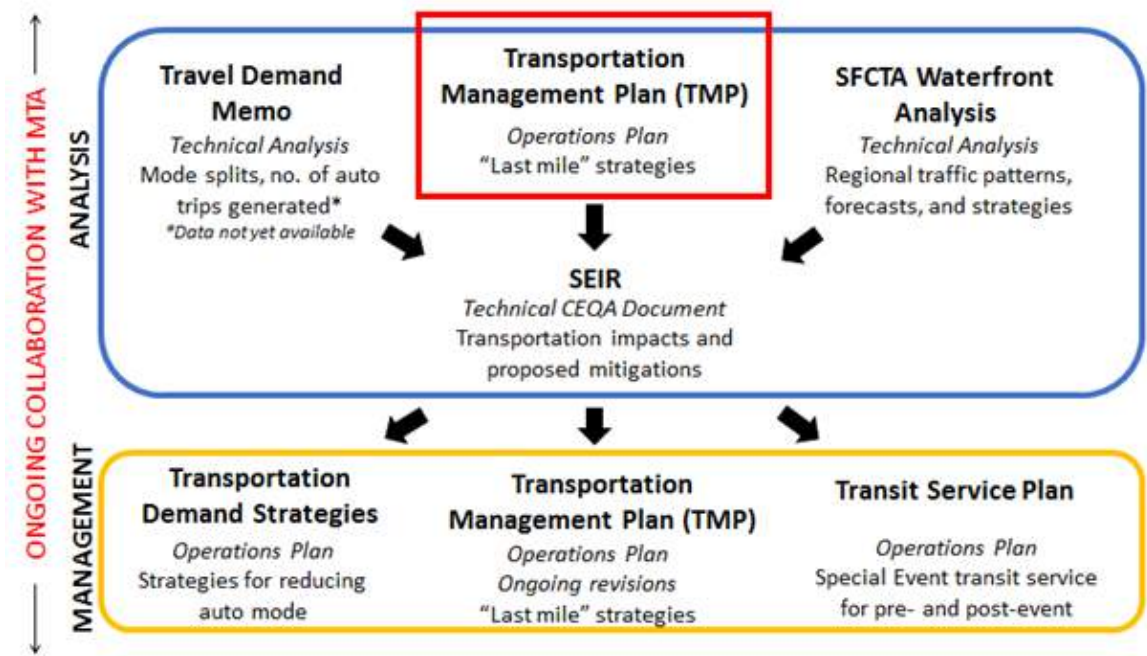 ONGOING COLLABORATION WITH MTA
ANALYSIS
Travel Demand
Memo
Technical Analysis
Mode splits, no. of auto
trips generated*
*Data not yet available
Transportation
Management Plan (TMP)
Operations Plan
“Last mile” strategies
SFCTA Waterfront
Analysis
Technical Analysis
Regional traffic patterns,
forecasts, and strategies
SEIR
Technical CEQA Document
Transportation impacts and
proposed mitigations
MANAGEMENT
Transportation
Demand Strategies
Operations Plan
Strategies for reducing
auto mode
Transportation
Management Plan (TMP)
Operations Plan
Ongoing revisions
“Last mile” strategies
Transit Service Plan
Operations Plan
Special Event transit service
for pre- and post-event